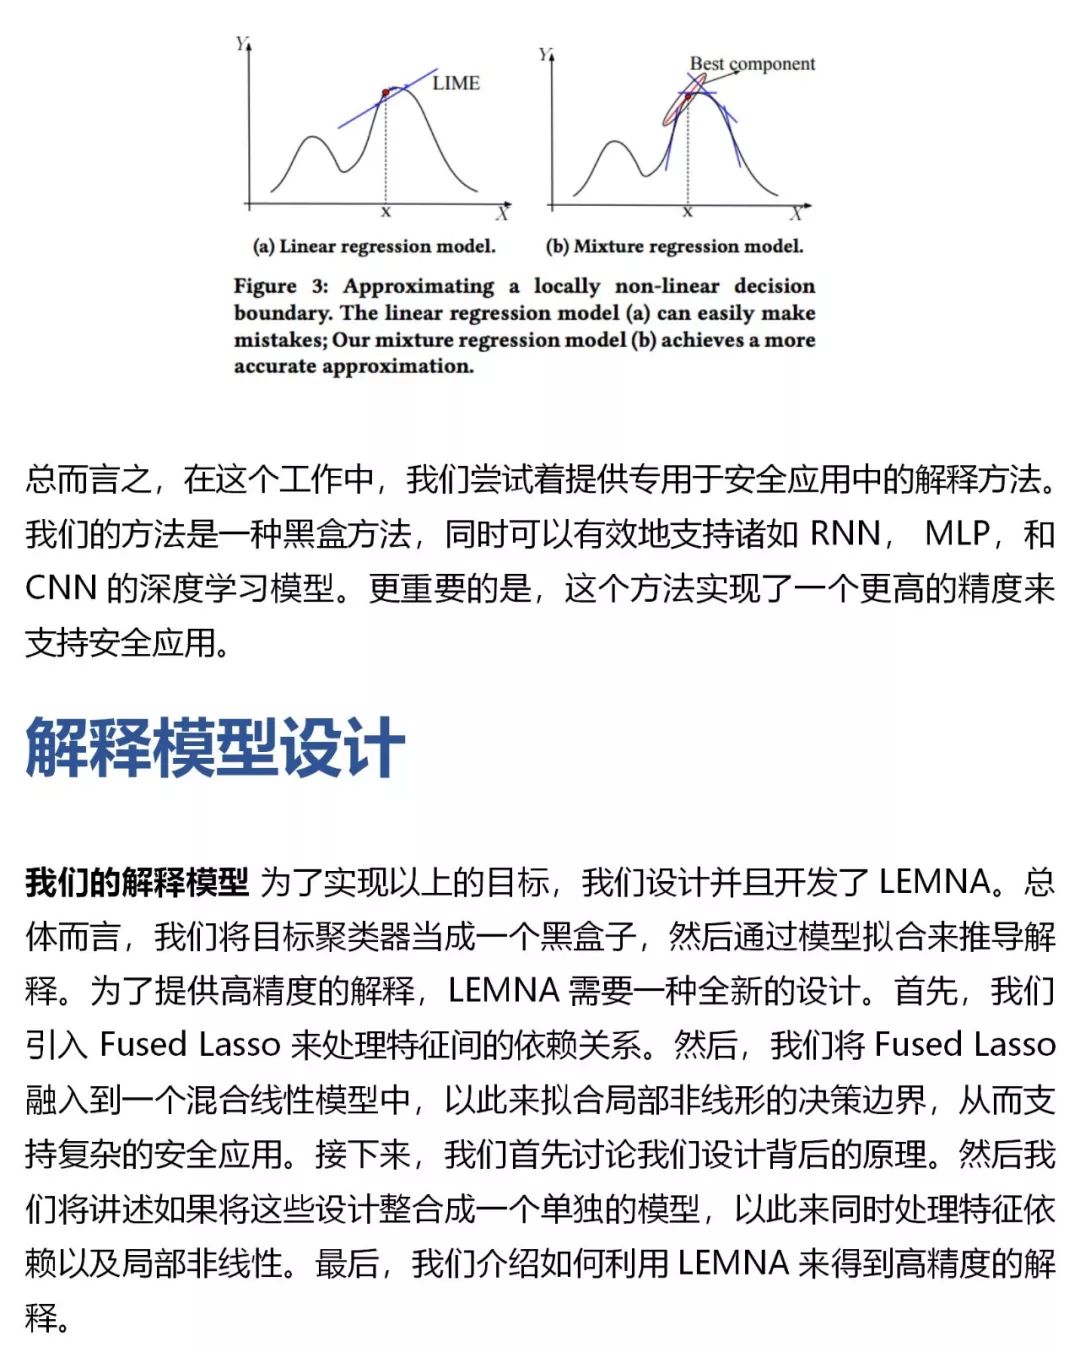 Y
LIME
x
X
Y
Best component
x
X
(a) Linear regression model.
(b) Mixture regression model.
Figure 3: Approximating a locally non-linear decision
boundary. The linear regression model (a) can easily make
mistakes; Our mixture regression model (b) achieves a more
accurate approximation.
总而言之，在这个工作中，我们尝试着提供专用于安全应用中的解释方法。
我们的方法是一种黑盒方法，同时可以有效地支持诸如 RNN， MLP，和
CNN 的深度学习模型。更重要的是，这个方法实现了一个更高的精度来
支持安全应用。
解释模型设计
我们的解释模型 为了实现以上的目标，我们设计并且开发了 LEMNA。总
体而言，我们将目标聚类器当成一个黑盒子，然后通过模型拟合来推导解
释。为了提供高精度的解释，LEMNA 需要一种全新的设计。首先，我们
引入 Fused Lasso 来处理特征间的依赖关系。然后，我们将 Fused Lasso
融入到一个混合线性模型中，以此来拟合局部非线形的决策边界，从而支
持复杂的安全应用。接下来，我们首先讨论我们设计背后的原理。然后我
们将讲述如果将这些设计整合成一个单独的模型，以此来同时处理特征依
赖以及局部非线性。最后，我们介绍如何利用 LEMNA 来得到高精度的解
释。